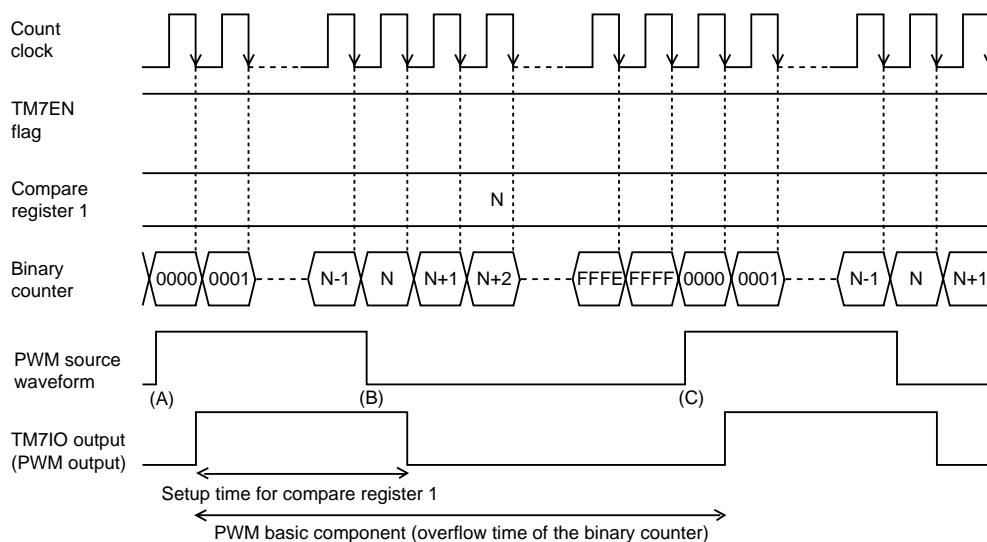 Count
clock
TM7EN
flag
Compare
register 1
N
Binary
counter
0000 0001 N-1 N N+1 N+2 FFFE FFFF 0000 0001 N-1 N N+1
PWM source
waveform
(A) (B) (C)
TM7IO output
(PWM output)
Setup time for compare register 1
PWM basic component (overflow time of the binary counter)